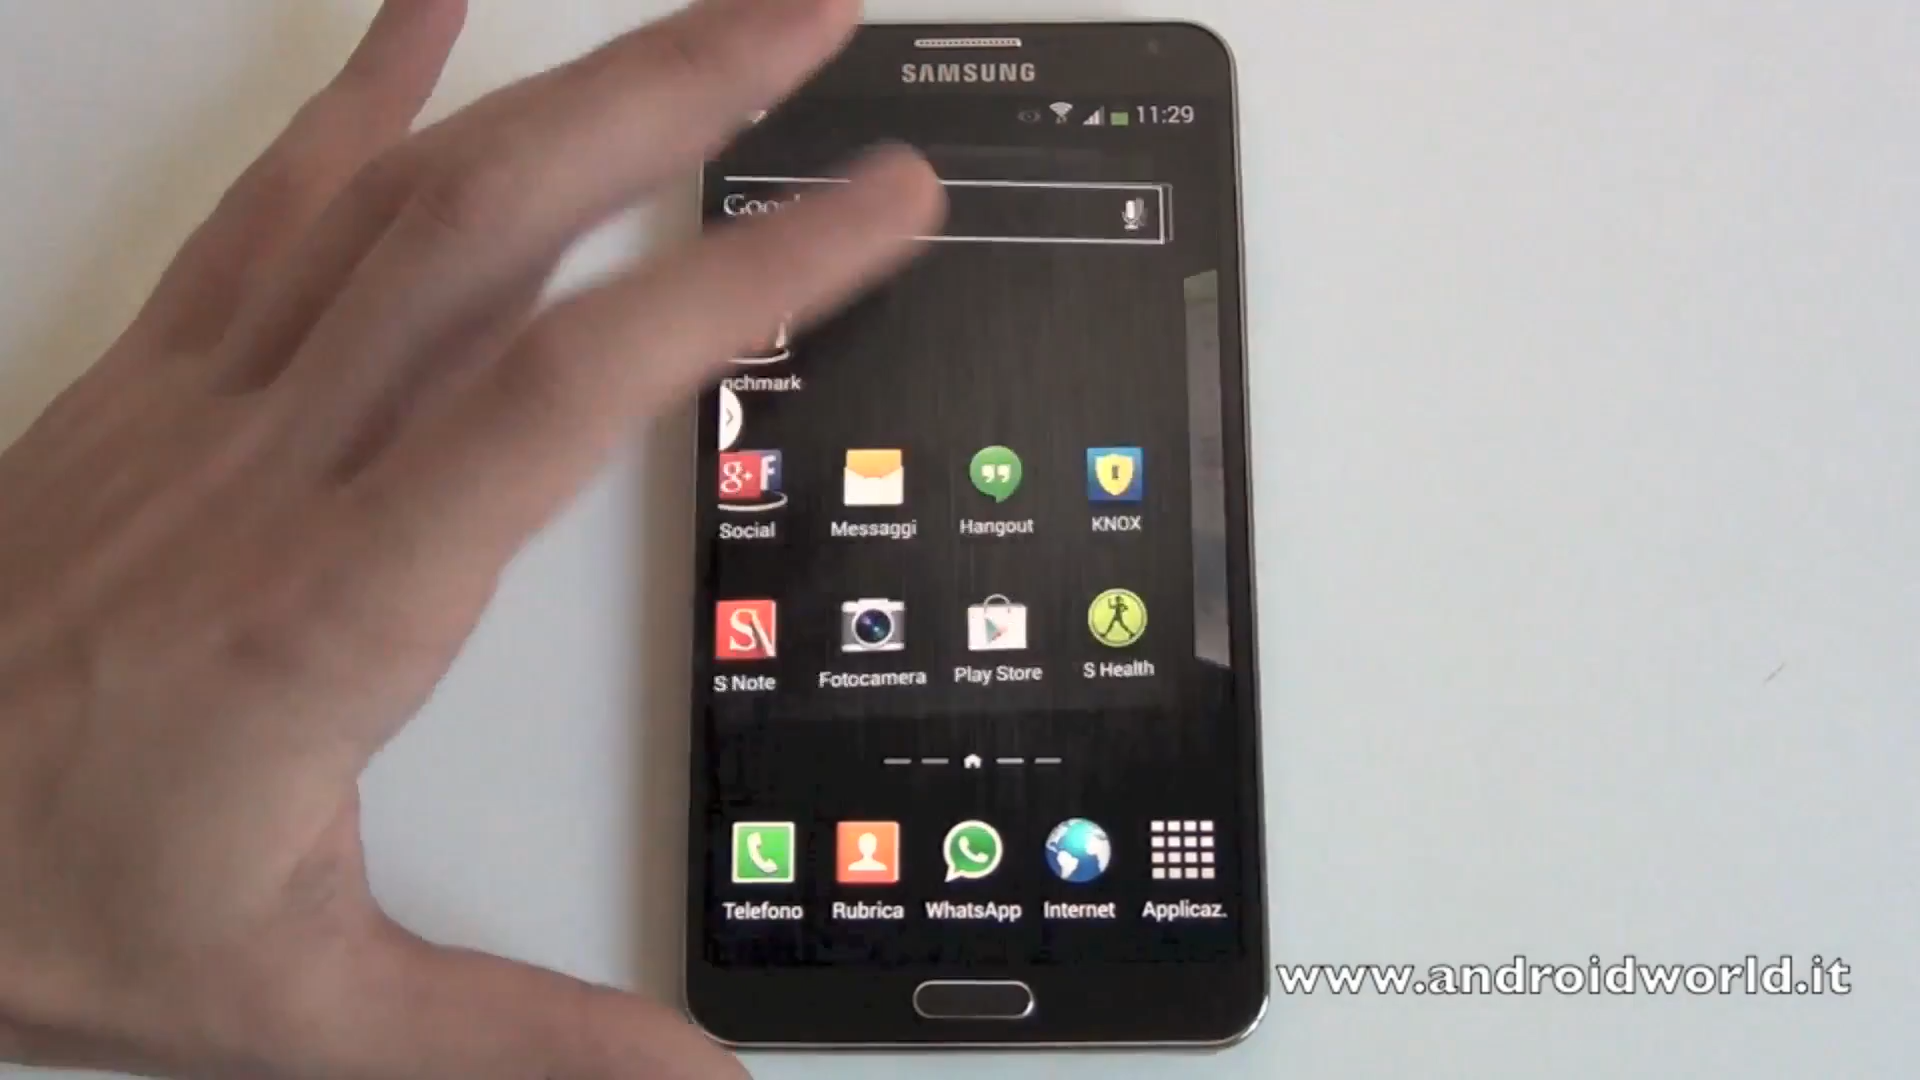 SAMSUNG
11:29
nchmark
Social Messaggi Hangout KNOX
S Note Fotocamera Play Store S Health
Telefono Rubrica WhatsApp Internet Applicaz.
www.androidworld.it